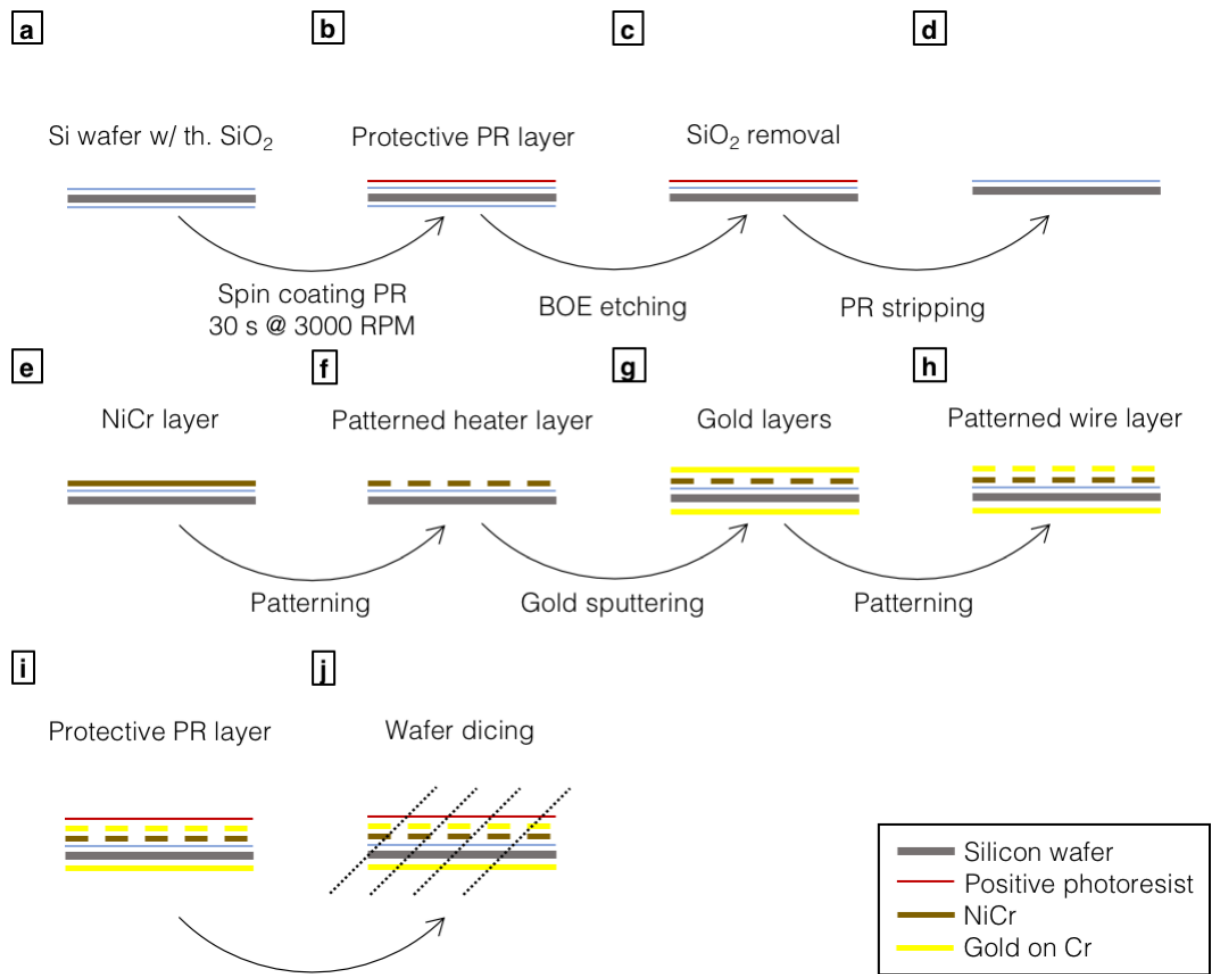 a
b
c
d
Si wafer w/ th. SiO₂
Protective PR layer
SiO₂ removal
Spin coating PR
30 s @ 3000 RPM
BOE etching
PR stripping
e
f
g
h
NiCr layer
Patterned heater layer
Gold layers
Patterned wire layer
Patterning
Gold sputtering
Patterning
i
j
Protective PR layer
Wafer dicing
Silicon wafer
Positive photoresist
NiCr
Gold on Cr